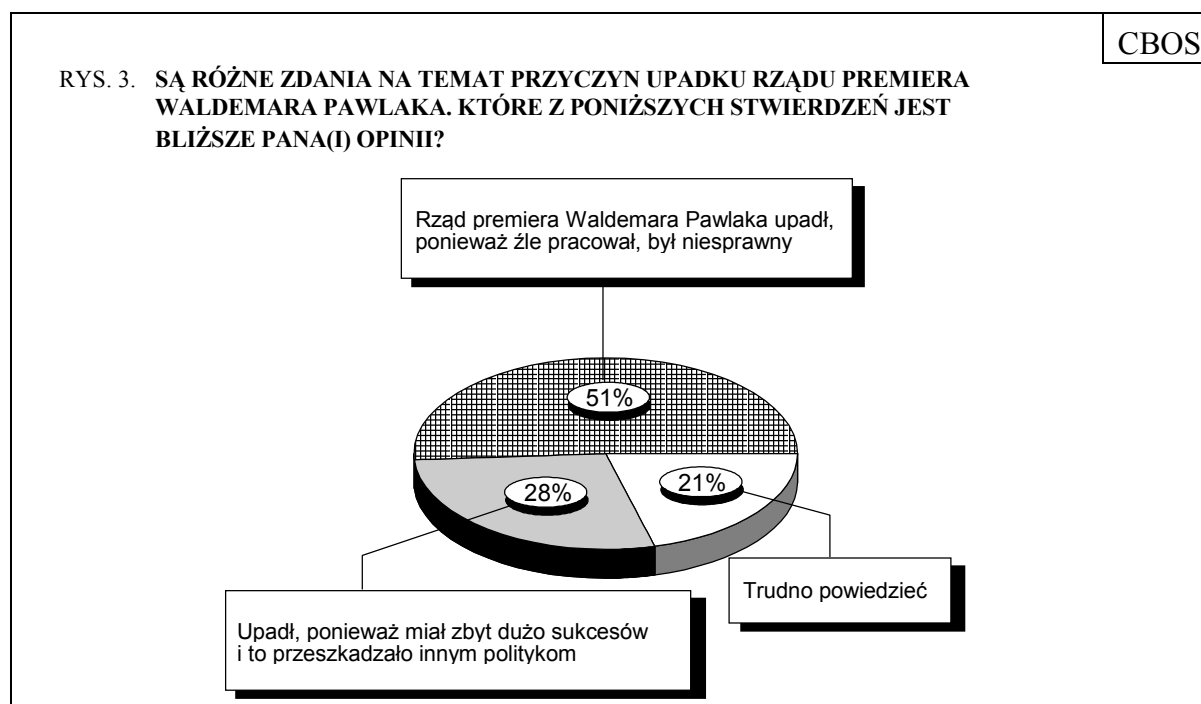 CBOS
RYS. 3. SĄ RÓŻNE ZDANIA NA TEMAT PRZYCZYN UPADKU RZĄDU PREMIERA
WALDEMARA PAWLAKA. KTÓRE Z PONIŻSZYCH STWIERDZEŃ JEST
BLIŻSZE PANA(I) OPINII?
Rząd premiera Waldemara Pawlaka upadł,
ponieważ źle pracował, był niesprawny
51%
28%
21%
Trudno powiedzieć
Upadł, ponieważ miał zbyt dużo sukcesów
i to przeszkadzało innym politykom